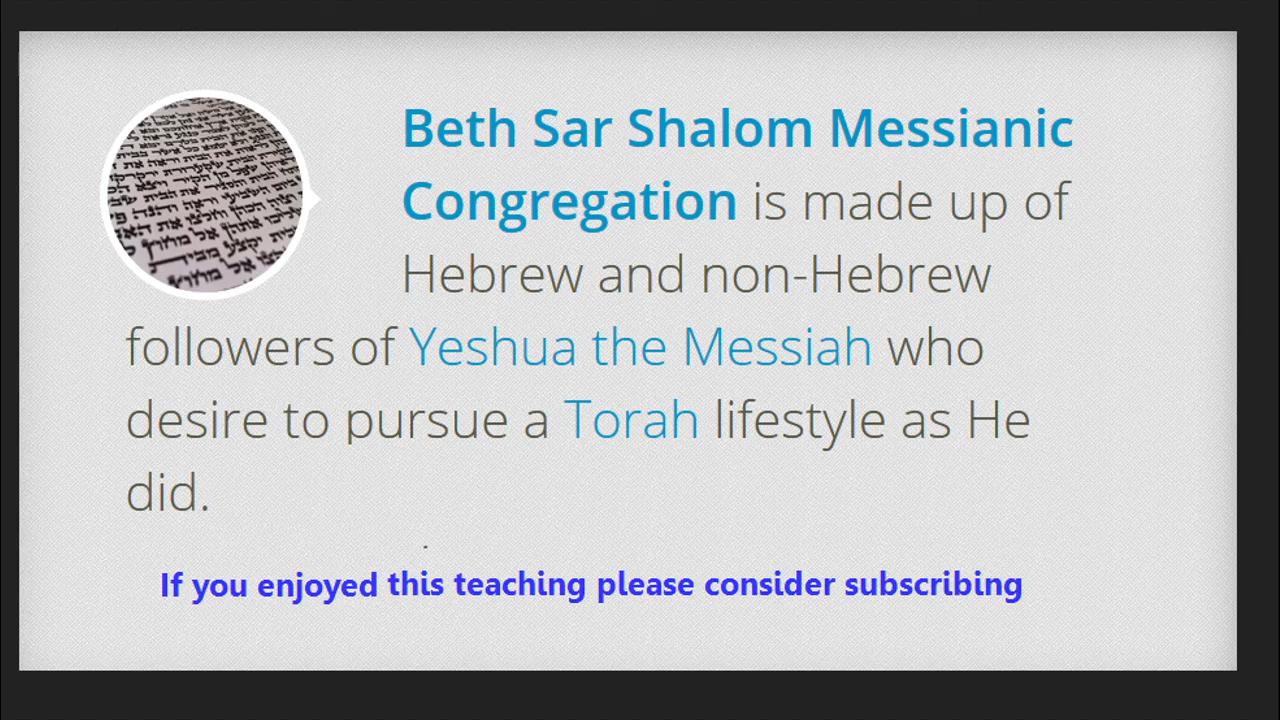 Beth Sar Shalom Messianic
Congregation is made up of
Hebrew and non-Hebrew
followers of Yeshua the Messiah who
desire to pursue a Torah lifestyle as He
did.
If you enjoyed this teaching please consider subscribing